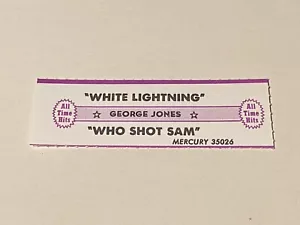 "WHITE LIGHTNING"
All Time Hits
☆ GEORGE JONES ☆
All Time Hits
"WHO SHOT SAM"
MERCURY 35026